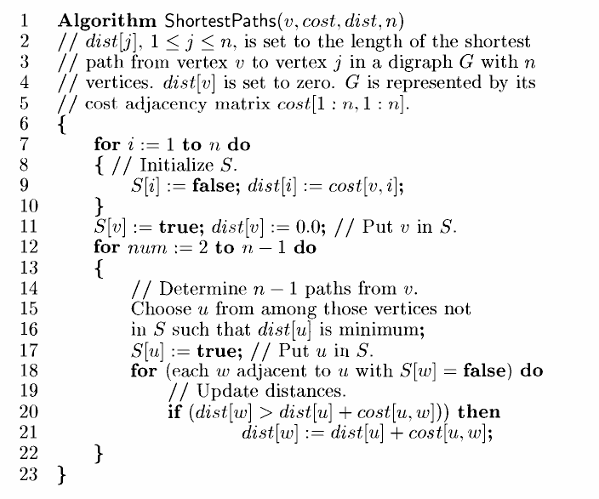 1 Algorithm ShortestPaths(v, cost, dist, n)
2 // dist[j], 1 ≤ j ≤ n, is set to the length of the shortest
3 // path from vertex v to vertex j in a digraph G with n
4 // vertices. dist[v] is set to zero. G is represented by its
5 // cost adjacency matrix cost[1 : n, 1 : n].
6 {
7 for i := 1 to n do
8 { // Initialize S.
9 S[i] := false; dist[i] := cost[v, i];
10 }
11 S[v] := true; dist[v] := 0.0; // Put v in S.
12 for num := 2 to n − 1 do
13 {
14 // Determine n − 1 paths from v.
15 Choose u from among those vertices not
16 in S such that dist[u] is minimum;
17 S[u] := true; // Put u in S.
18 for (each w adjacent to u with S[w] = false) do
19 // Update distances.
20 if (dist[w] > dist[u] + cost[u, w])) then
21 dist[w] := dist[u] + cost[u, w];
22 }
23 }